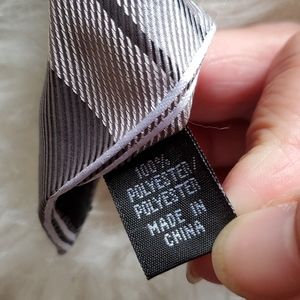 100%
POLYESTER/
POLYESTER
MADE IN
CHINA